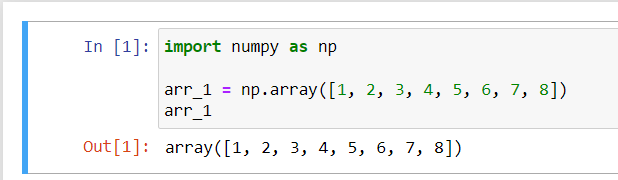 In [1]: import numpy as np
arr_1 = np.array([1, 2, 3, 4, 5, 6, 7, 8])
arr_1
Out[1]: array([1, 2, 3, 4, 5, 6, 7, 8])